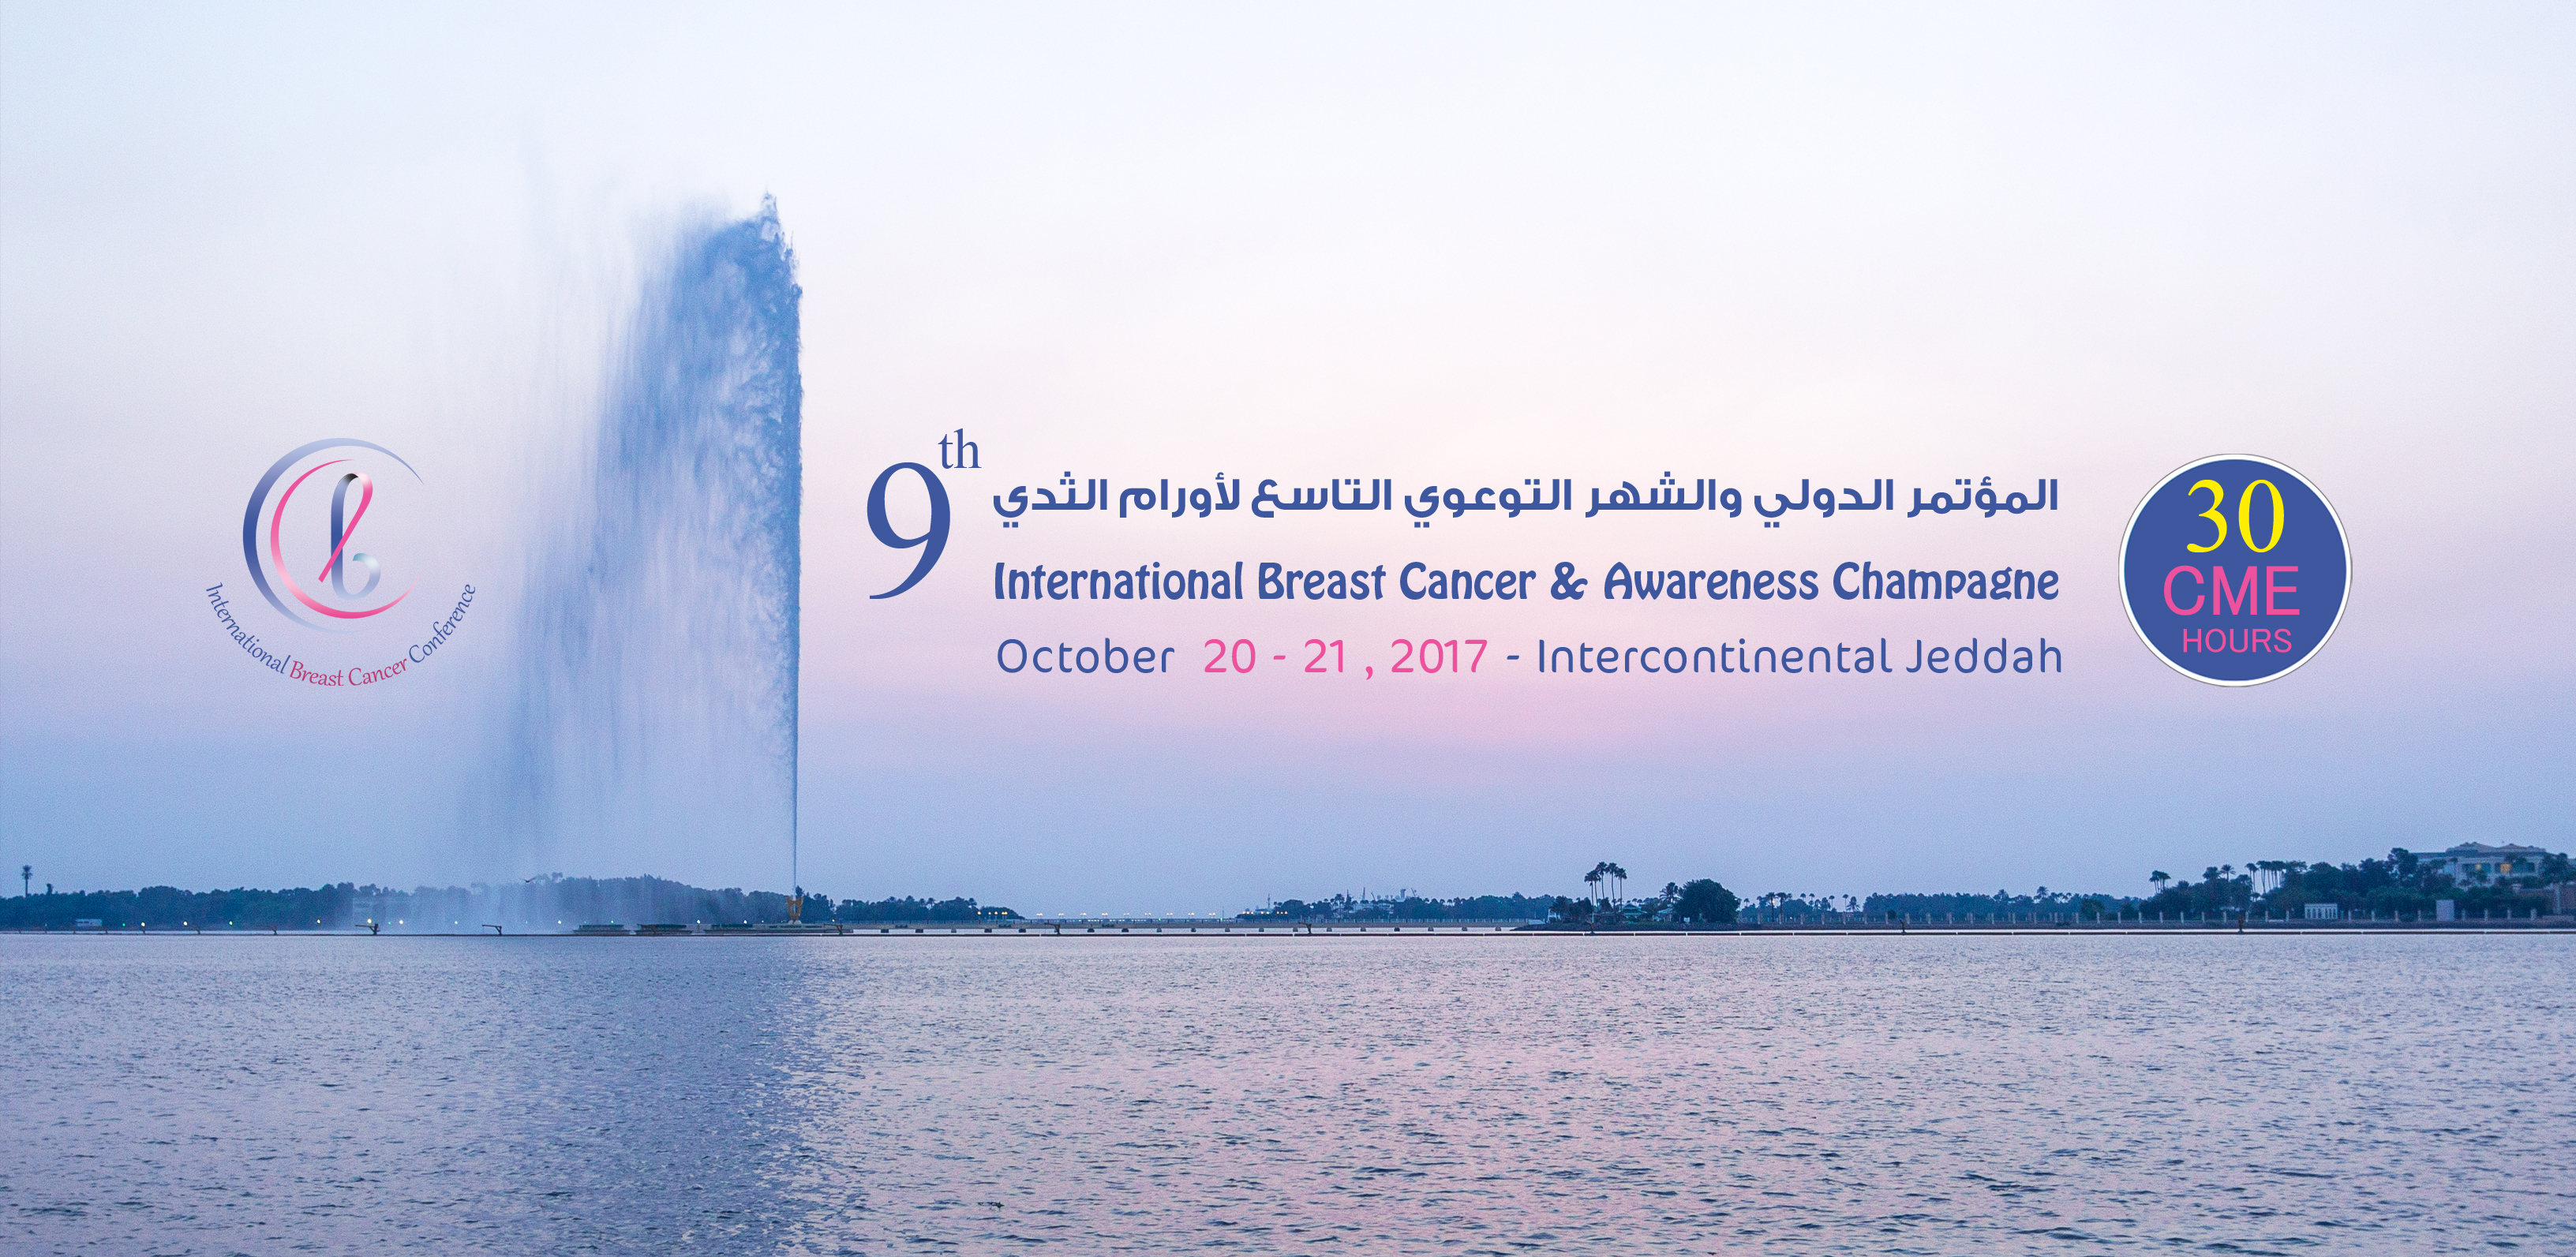 International Breast Cancer Conference
9th
المؤتمر الدولي والشهر التوعوي التاسع لأورام الثدي
International Breast Cancer & Awareness Champagne
October 20 - 21 , 2017 - Intercontinental Jeddah
30
CME
HOURS